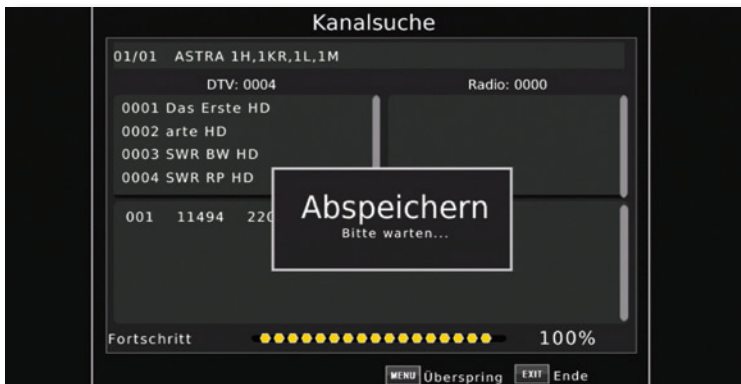 Kanalsuche
01/01 ASTRA 1H,1KR,1L,1M
DTV: 0004 Radio: 0000
0001 Das Erste HD
0002 arte HD
0003 SWR BW HD
0004 SWR RP HD
Abspeichern
Bitte warten...
001 11494
Fortschritt 100%
MENU Überspring EXIT Ende